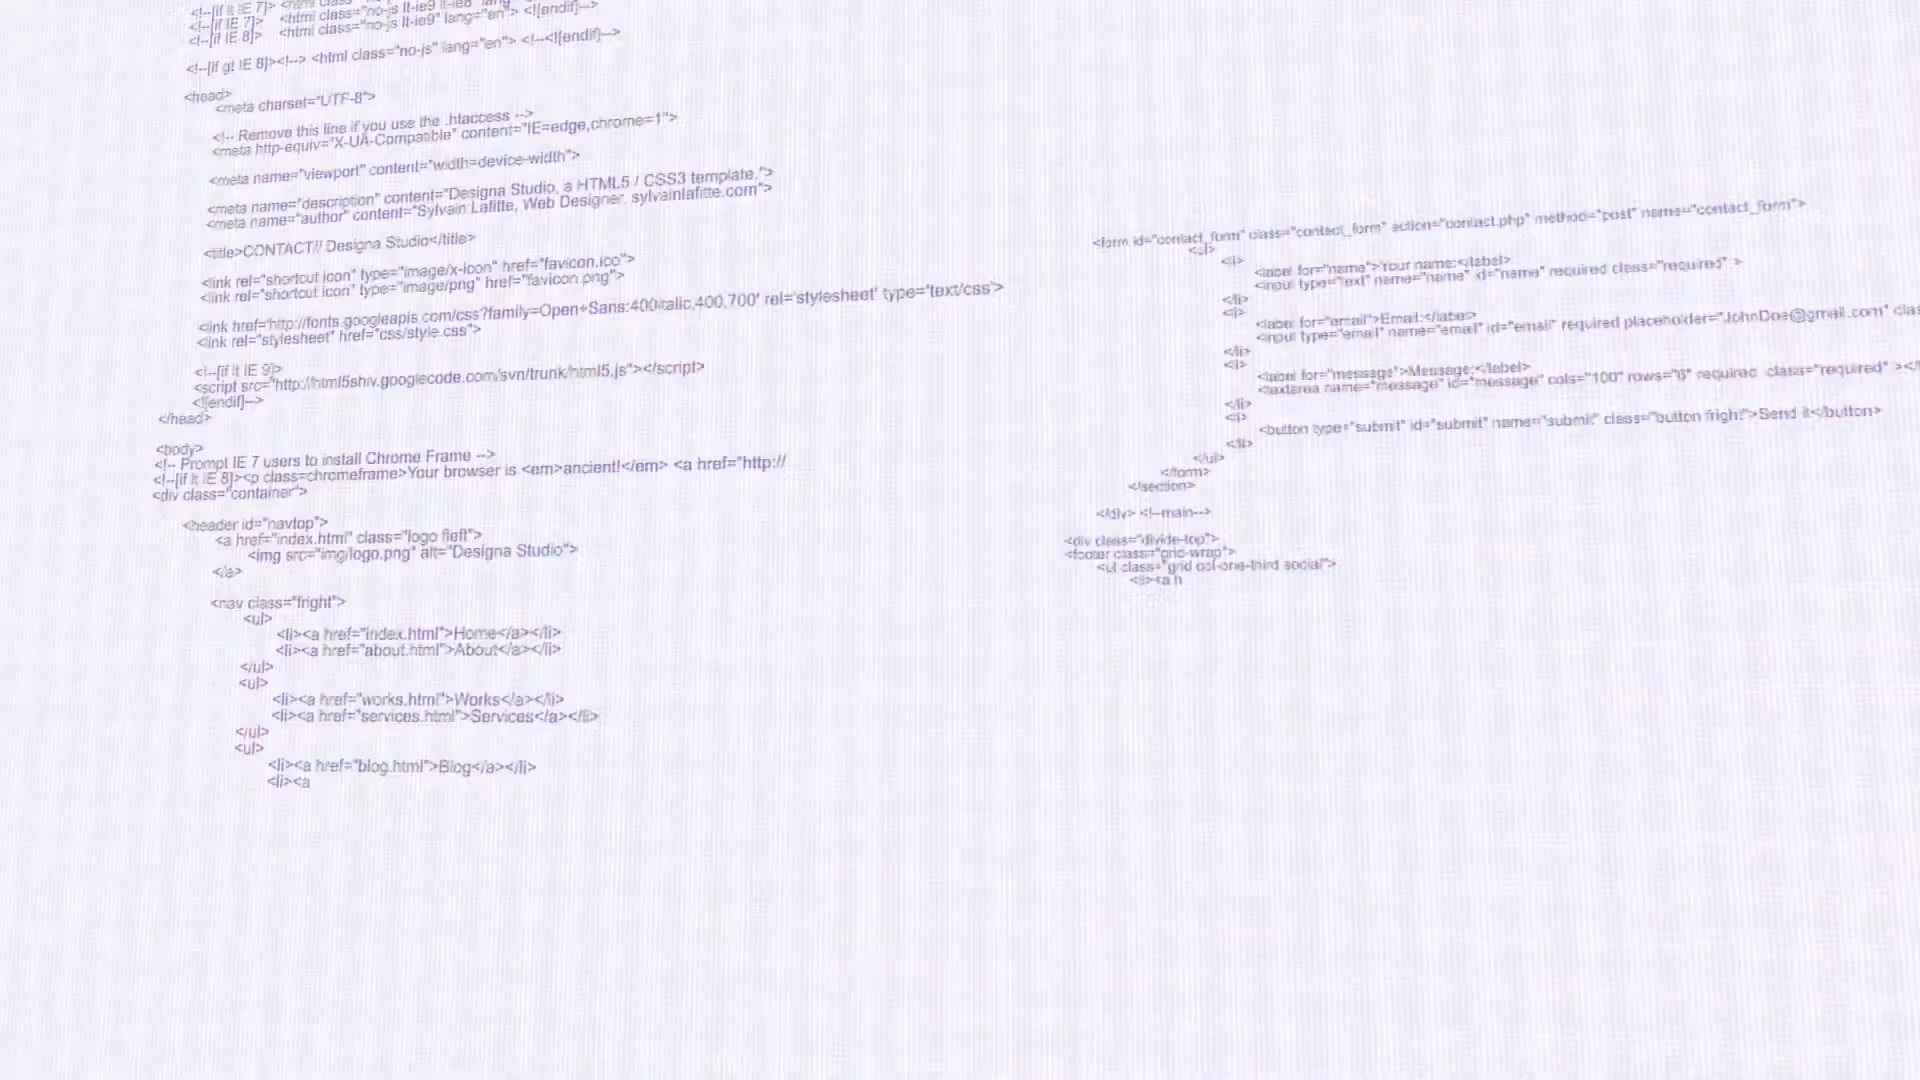 <!--[if lt IE 7]> <html class="no-js lt-ie9 lt-ie8
<!--[if IE 7]> <html class="no-js lt-ie9 lt-ie8" lang=
<!--[if IE 8]> <html class="no-js lt-ie9" lang="en"> <![endif]-->
<!--[if gt IE 8]><!--> <html class="no-js" lang="en"> <!--<![endif]-->
<head>
<meta charset="UTF-8">
<!-- Remove this line if you use the .htaccess -->
<meta http-equiv="X-UA-Compatible" content="IE=edge,chrome=1">
<meta name="viewport" content="width=device-width">
<meta name="description" content="Designa Studio, a HTML5 / CSS3 template.">
<meta name="author" content="Sylvain Lafitte, Web Designer, sylvainlafitte.com">
<title>CONTACT// Designa Studio</title>
<link rel="shortcut icon" type="image/x-icon" href="favicon.ico">
<link rel="shortcut icon" type="image/png" href="favicon.png">
<link href='http://fonts.googleapis.com/css?family=Open+Sans:400italic,400,700' rel='stylesheet' type='text/css'>
<link rel="stylesheet" href="css/style.css">
<!--[if lt IE 9]>
<script src="http://html5shiv.googlecode.com/svn/trunk/html5.js"></script>
<![endif]-->
</head>
<body>
<!-- Prompt IE 7 users to install Chrome Frame -->
<!--[if lt IE 8]><p class=chromeframe>Your browser is <em>ancient!</em> <a href="http://
<div class="container">
<header id="navtop">
<a href="index.html" class="logo fleft">
<img src="img/logo.png" alt="Designa Studio">
</a>
<nav class="fright">
<ul>
<li><a href="index.html">Home</a></li>
<li><a href="about.html">About</a></li>
</ul>
<ul>
<li><a href="works.html">Works</a></li>
<li><a href="services.html">Services</a></li>
</ul>
<ul>
<li><a href="blog.html">Blog</a></li>
<li><a
<form id="contact_form" class="contact_form" action="contact.php" method="post" name="contact_form">
<ul>
<li>
<label for="name">Your name:</label>
<input type="text" name="name" id="name" required class="required" >
</li>
<li>
<label for="email">Email:</label>
<input type="email" name="email" id="email" required placeholder="JohnDoe@gmail.com" clas
</li>
<li>
<label for="message">Message:</label>
<textarea name="message" id="message" cols="100" rows="6" required class="required" ></
</li>
<li>
<button type="submit" id="submit" name="submit" class="button fright">Send it</button>
</li>
</ul>
</form>
</section>
</div> <!--main-->
<div class="divide-top">
<footer class="grid-wrap">
<ul class="grid col-one-third social">
<li><a h